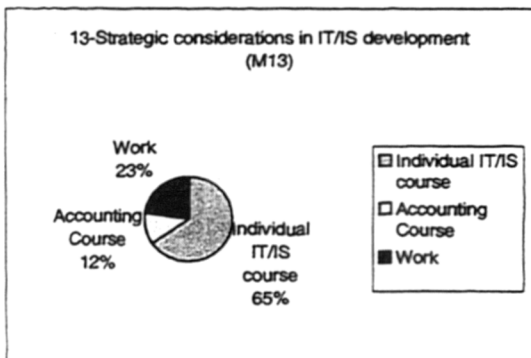 13-Strategic considerations in IT/IS development
(M13)
Work
23%
Accounting
Course
12%
Individual
IT/IS
course
65%
Individual IT/IS
course
Accounting
Course
Work